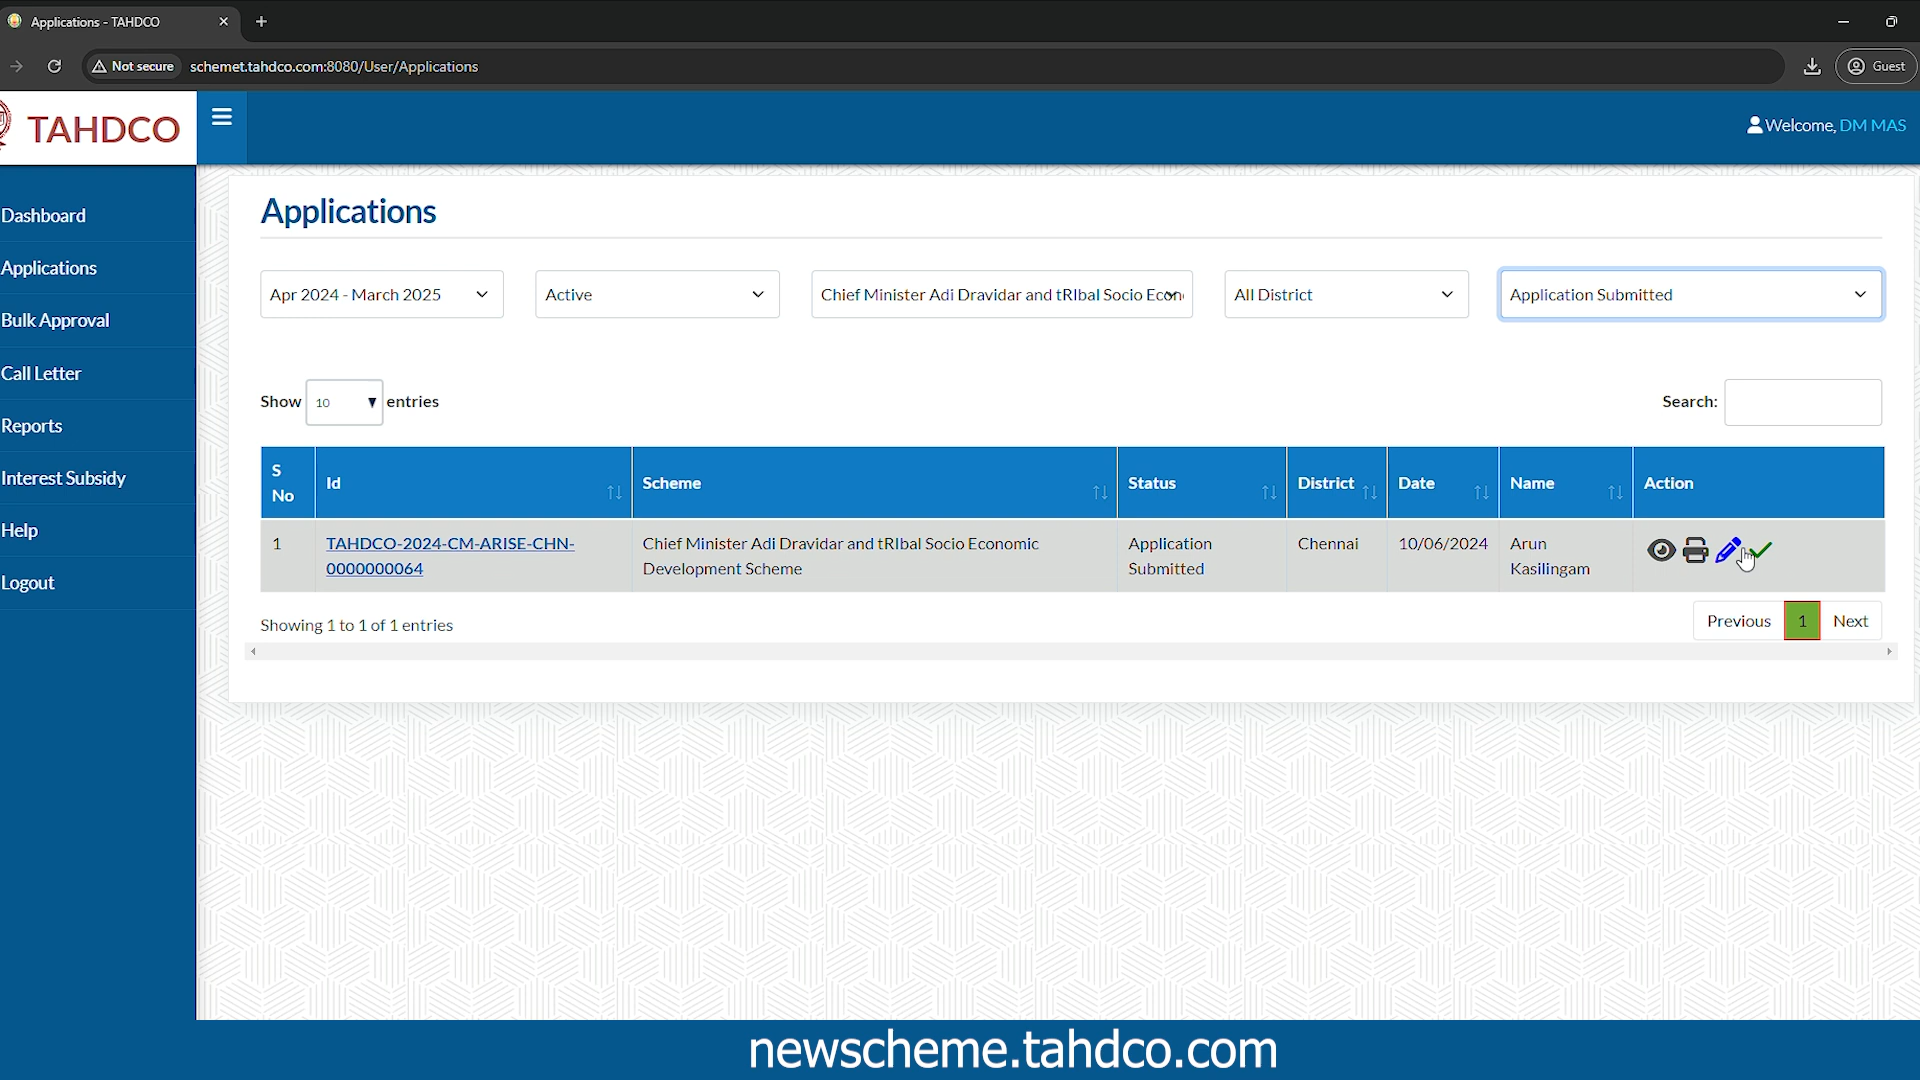 Applications - TAHDCO
Not secure schemet.tahdco.com:8080/User/Applications
Guest
TAHDCO
Welcome, DM MAS
Dashboard
Applications
Bulk Approval
Call Letter
Reports
Interest Subsidy
Help
Logout
Applications
Apr 2024 - March 2025
Active
Chief Minister Adi Dravidar and tRIbal Socio Econ
All District
Application Submitted
Show 10 entries
Search:
S No
Id
Scheme
Status
District
Date
Name
Action
1
TAHDCO-2024-CM-ARISE-CHN-
0000000064
Chief Minister Adi Dravidar and tRIbal Socio Economic
Development Scheme
Application
Submitted
Chennai
10/06/2024
Arun
Kasilingam
Showing 1 to 1 of 1 entries
Previous 1 Next
newscheme.tahdco.com